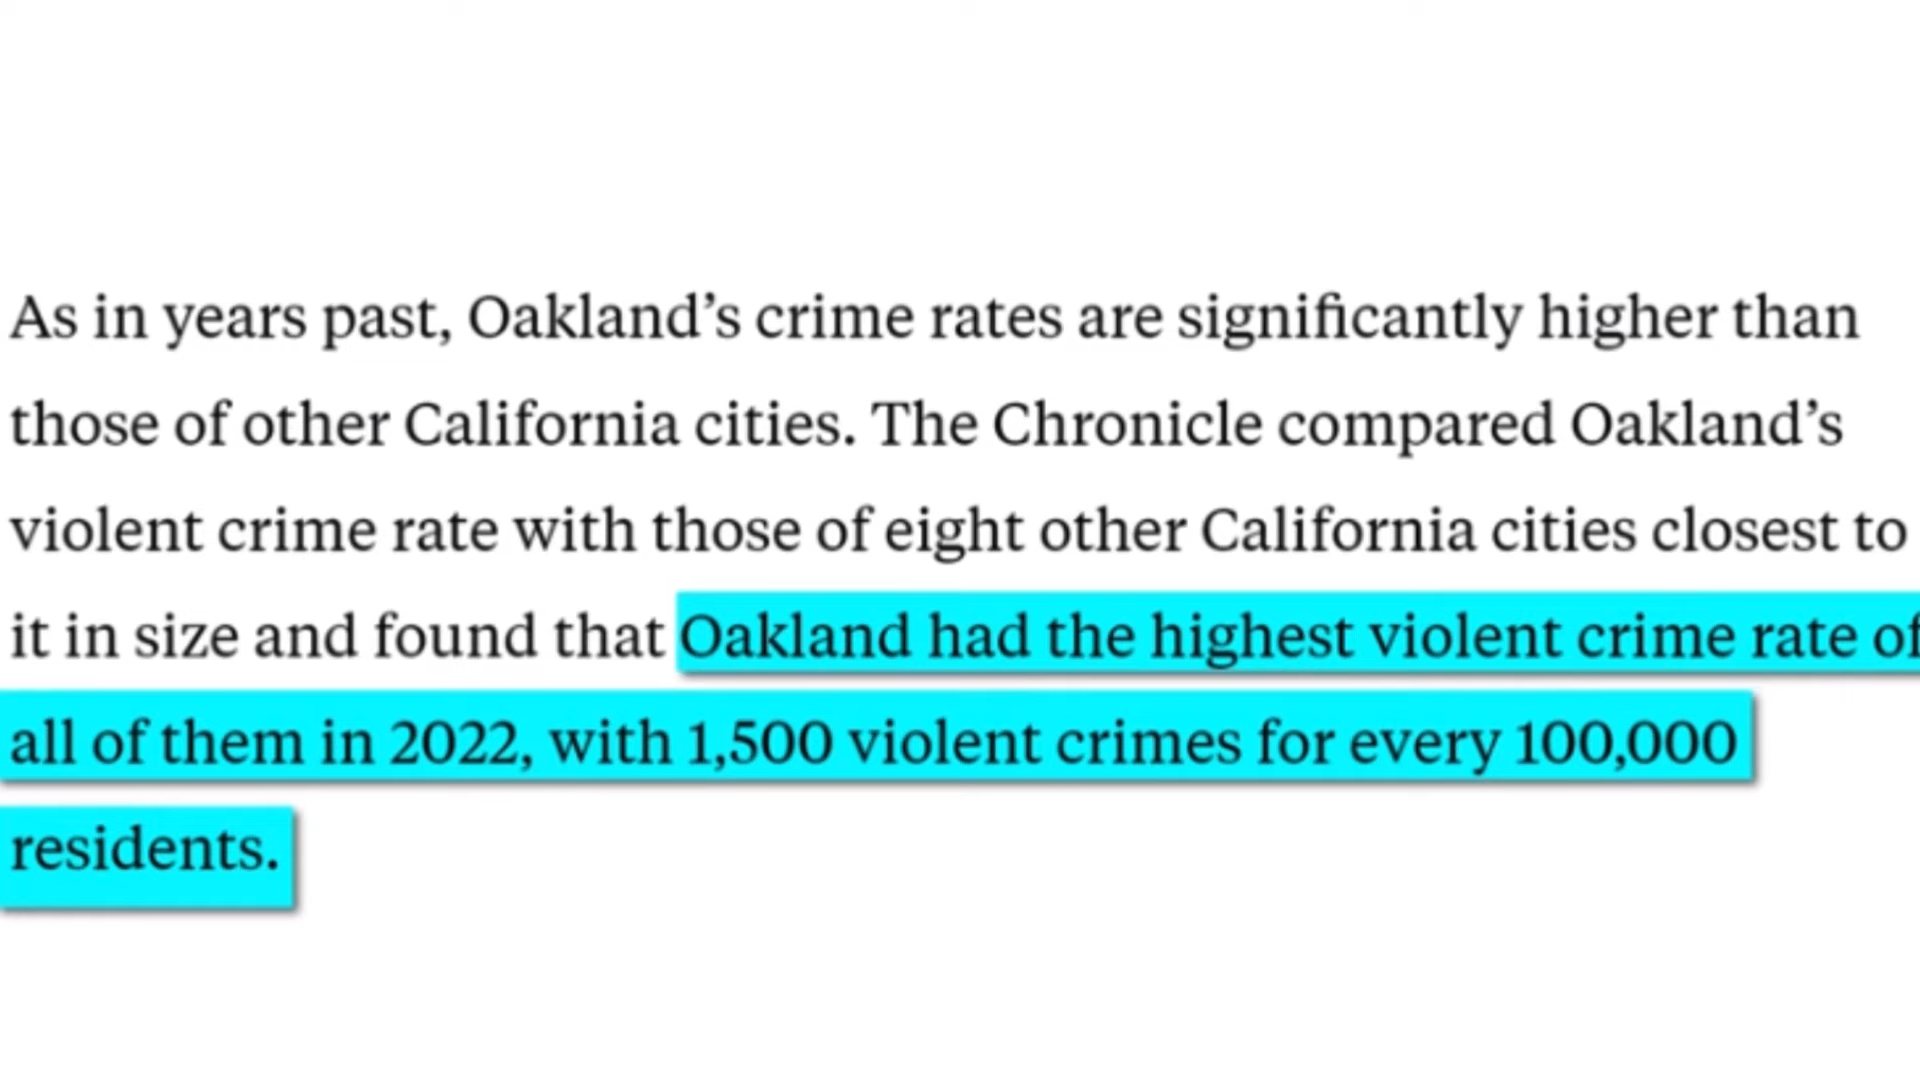 As in years past, Oakland’s crime rates are significantly higher than
those of other California cities. The Chronicle compared Oakland’s
violent crime rate with those of eight other California cities closest to
it in size and found that Oakland had the highest violent crime rate of
all of them in 2022, with 1,500 violent crimes for every 100,000
residents.